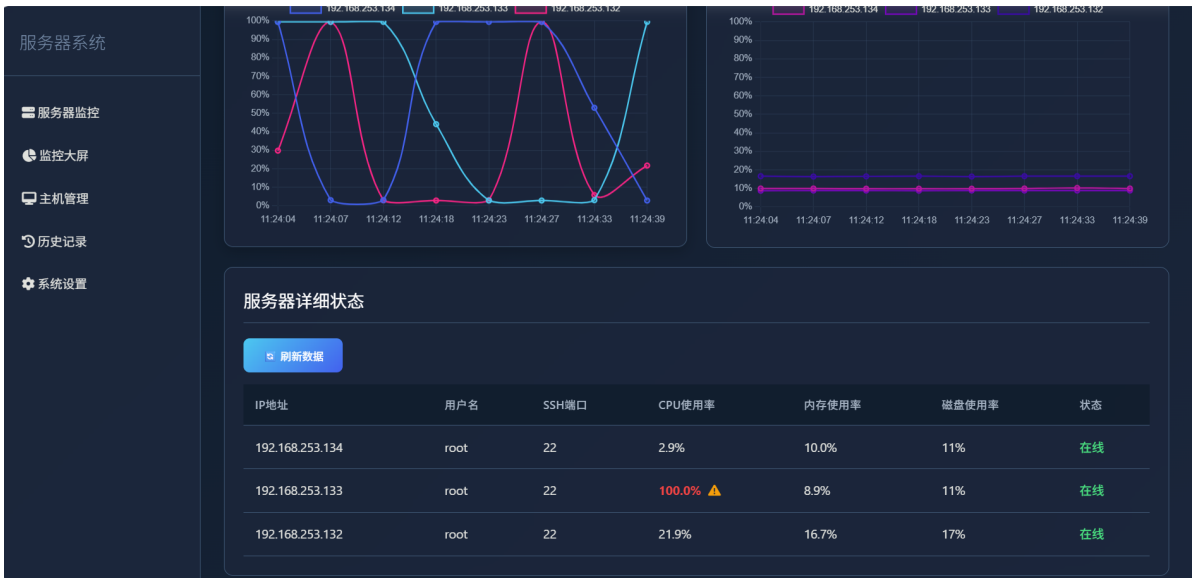 192.168.253.134 192.168.253.133 192.168.253.132
192.168.253.134 192.168.253.133 192.168.253.132
服务器系统
服务器监控
监控大屏
主机管理
历史记录
系统设置
100%
90%
80%
70%
60%
50%
40%
30%
20%
10%
0%
11:24:04 11:24:07 11:24:12 11:24:18 11:24:23 11:24:27 11:24:33 11:24:39
100%
90%
80%
70%
60%
50%
40%
30%
20%
10%
0%
11:24:04 11:24:07 11:24:12 11:24:18 11:24:23 11:24:27 11:24:33 11:24:39
服务器详细状态
刷新数据
IP地址 用户名 SSH端口 CPU使用率 内存使用率 磁盘使用率 状态
192.168.253.134 root 22 2.9% 10.0% 11% 在线
192.168.253.133 root 22 100.0% 8.9% 11% 在线
192.168.253.132 root 22 21.9% 16.7% 17% 在线